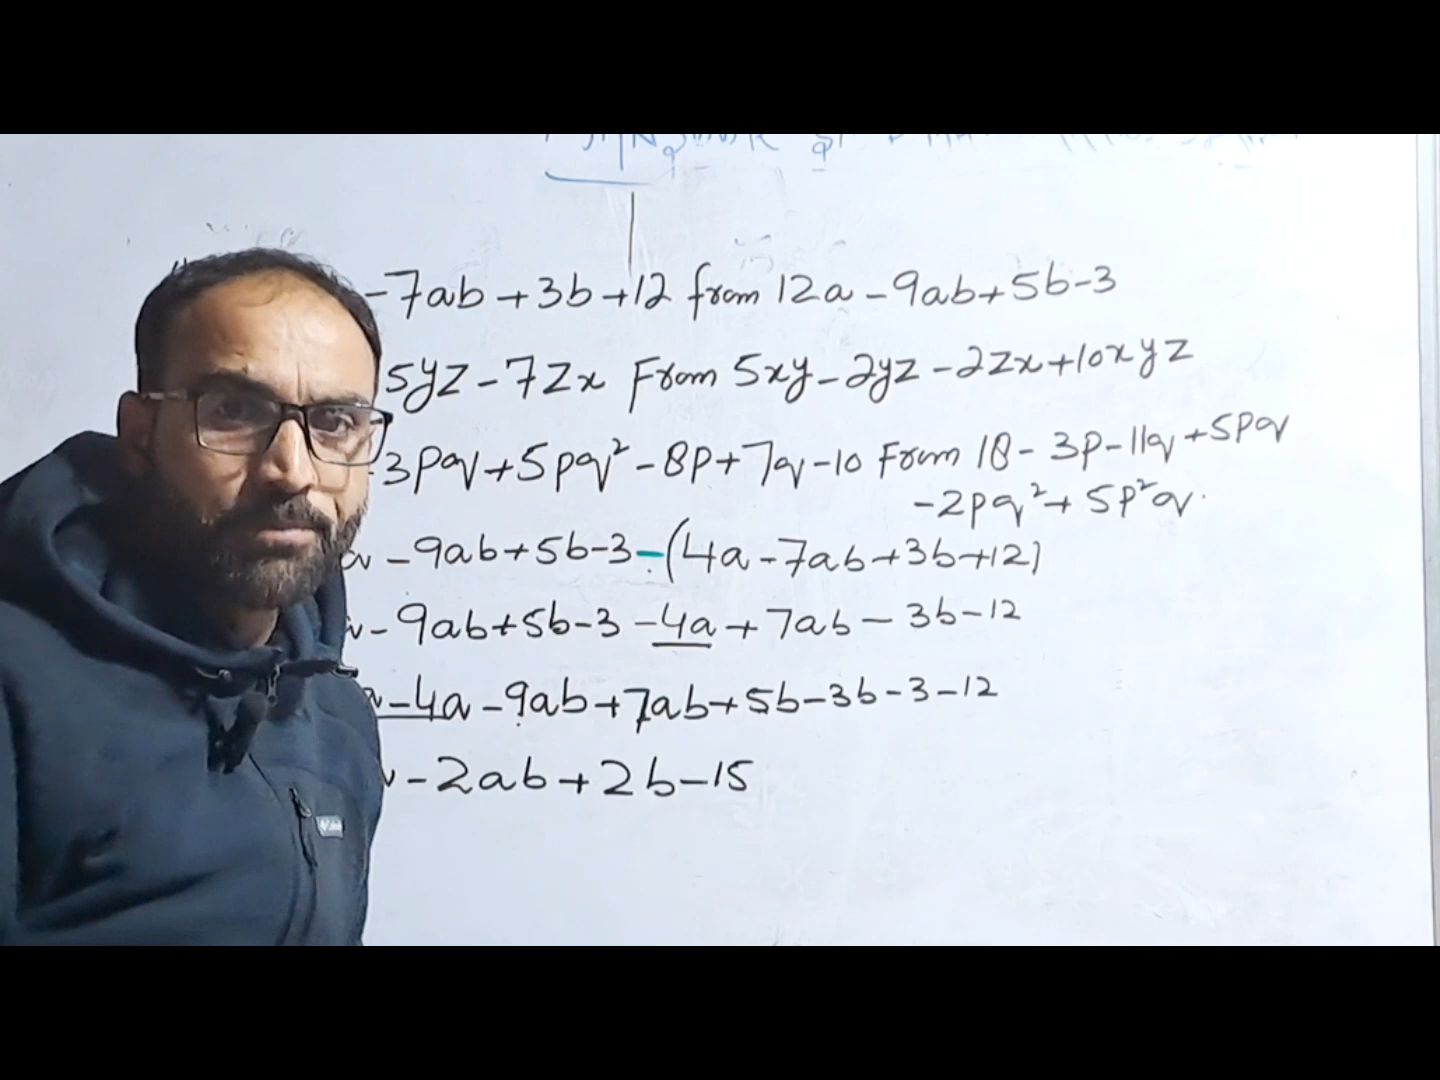 -7ab+3b+12 from 12a-9ab+5b-3
5yz-7zx From 5xy-2yz-2zx+10xyz
-3pq+5pq²-8p+7q-10 From 18-3p-11q+5pq
-2pq²+5p²q.
a-9ab+5b-3-(4a-7ab+3b+12)
-9ab+5b-3-4a+7ab-3b-12
a-4a-9ab+7ab+5b-3b-3-12
-2ab+2b-15